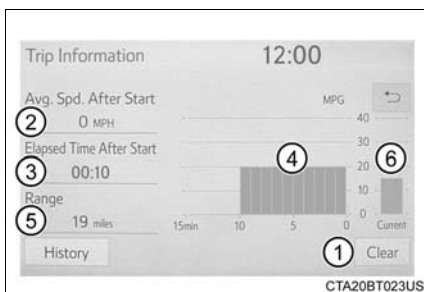 Trip Information 12:00
Avg. Spd. After Start MPG
2 0 MPH 40
Elapsed Time After Start 30
3 00:10 4 20 6
Range 10
5 19 miles 15min 10 5 0 0 Current
History 1 Clear
CTA20BT023US